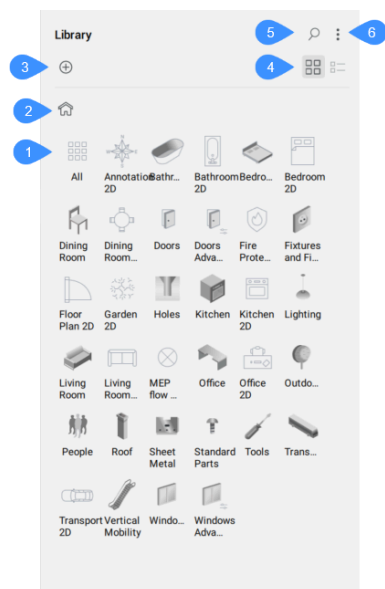 Library
5
6
3
4
2
1
All
Annotation
2D
Bathr...
Bathroom
2D
Bedro...
Bedroom
2D
Dining
Room
Dining
Room...
Doors
Doors
Adva...
Fire
Prote...
Fixtures
and Fi...
Floor
Plan 2D
Garden
2D
Holes
Kitchen
Kitchen
2D
Lighting
Living
Room
Living
Room...
MEP
flow ...
Office
Office
2D
Outdo...
People
Roof
Sheet
Metal
Standard
Parts
Tools
Trans...
Transport
2D
Vertical
Mobility
Windo...
Windows
Adva...